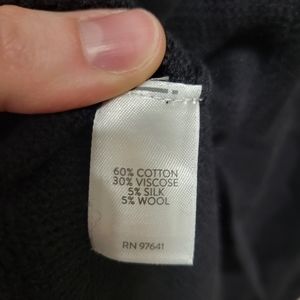 60% COTTON
30% VISCOSE
5% SILK
5% WOOL
RN 97641